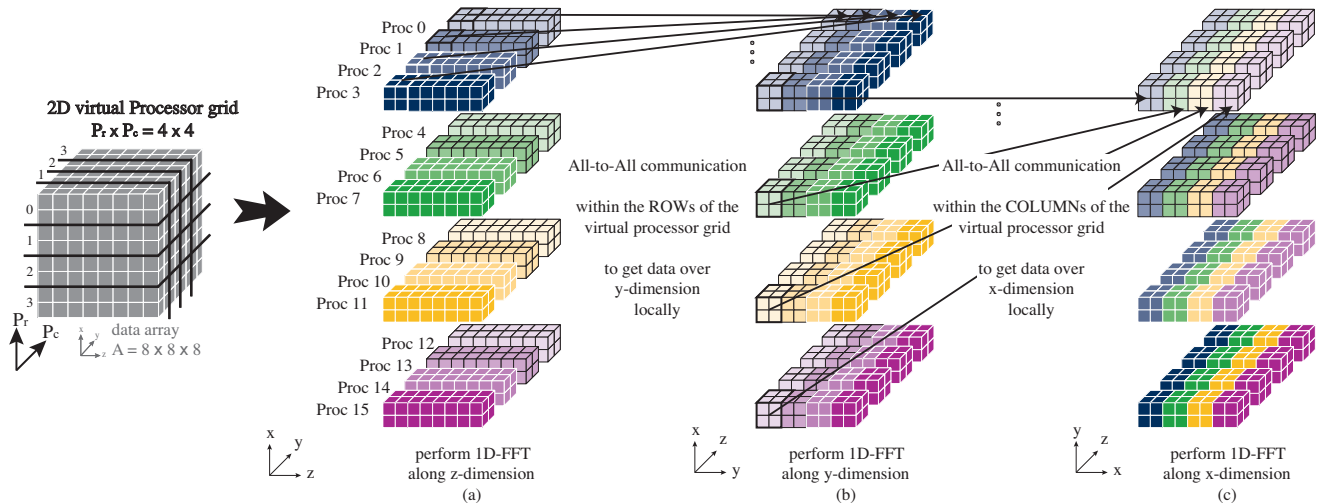 2D virtual Processor grid
Pr x Pc = 4 x 4
3
2
1
0
1
2
3
Pr
Pc
x
y
z
data array
A = 8 x 8 x 8
Proc 0
Proc 1
Proc 2
Proc 3
Proc 4
Proc 5
Proc 6
Proc 7
Proc 8
Proc 9
Proc 10
Proc 11
Proc 12
Proc 13
Proc 14
Proc 15
x
y
z
perform 1D-FFT
along z-dimension
(a)
All-to-All communication
within the ROWs of the
virtual processor grid
to get data over
y-dimension
locally
x
z
y
perform 1D-FFT
along y-dimension
(b)
All-to-All communication
within the COLUMNs of the
virtual processor grid
to get data over
x-dimension
locally
y
z
x
perform 1D-FFT
along x-dimension
(c)